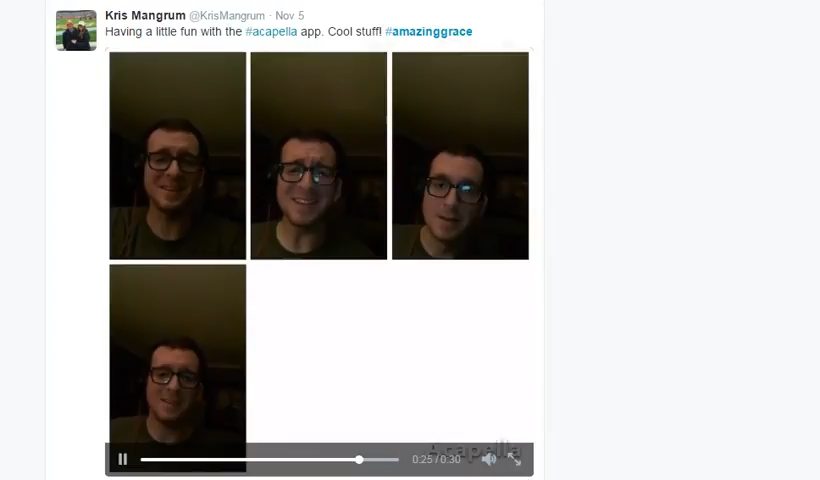 Kris Mangrum @KrisMangrum · Nov 5
Having a little fun with the #acapella app. Cool stuff! #amazinggrace
Acapella
0:25/0:30